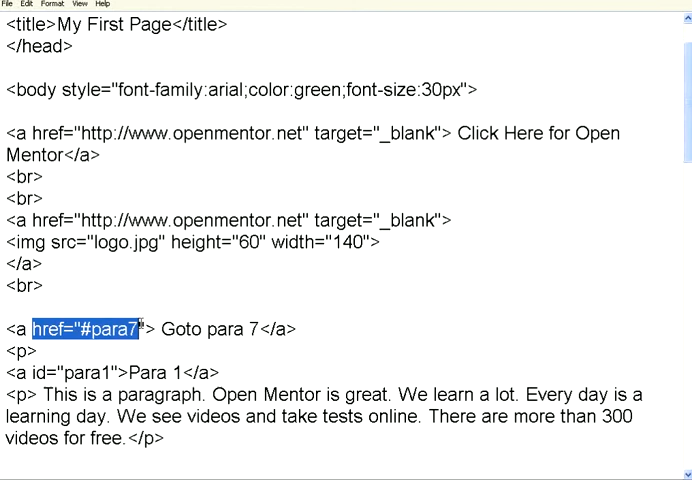 File Edit Format View Help
<title>My First Page</title>
</head>
<body style="font-family:arial;color:green;font-size:30px">
<a href="http://www.openmentor.net" target="_blank"> Click Here for Open
Mentor</a>
<br>
<br>
<a href="http://www.openmentor.net" target="_blank">
<img src="logo.jpg" height="60" width="140">
</a>
<br>
<a href="#para7"> Goto para 7</a>
<p>
<a id="para1">Para 1</a>
<p> This is a paragraph. Open Mentor is great. We learn a lot. Every day is a
learning day. We see videos and take tests online. There are more than 300
videos for free.</p>